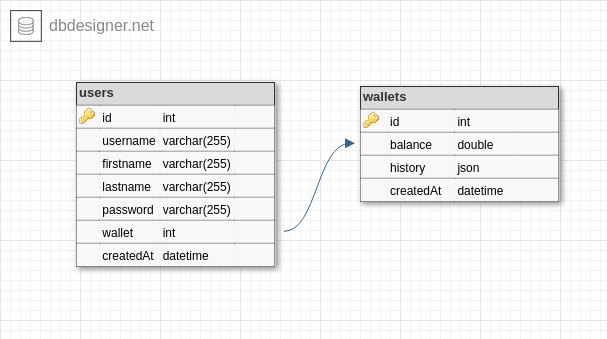 dbdesigner.net
users
id int
username varchar(255)
firstname varchar(255)
lastname varchar(255)
password varchar(255)
wallet int
createdAt datetime
wallets
id int
balance double
history json
createdAt datetime